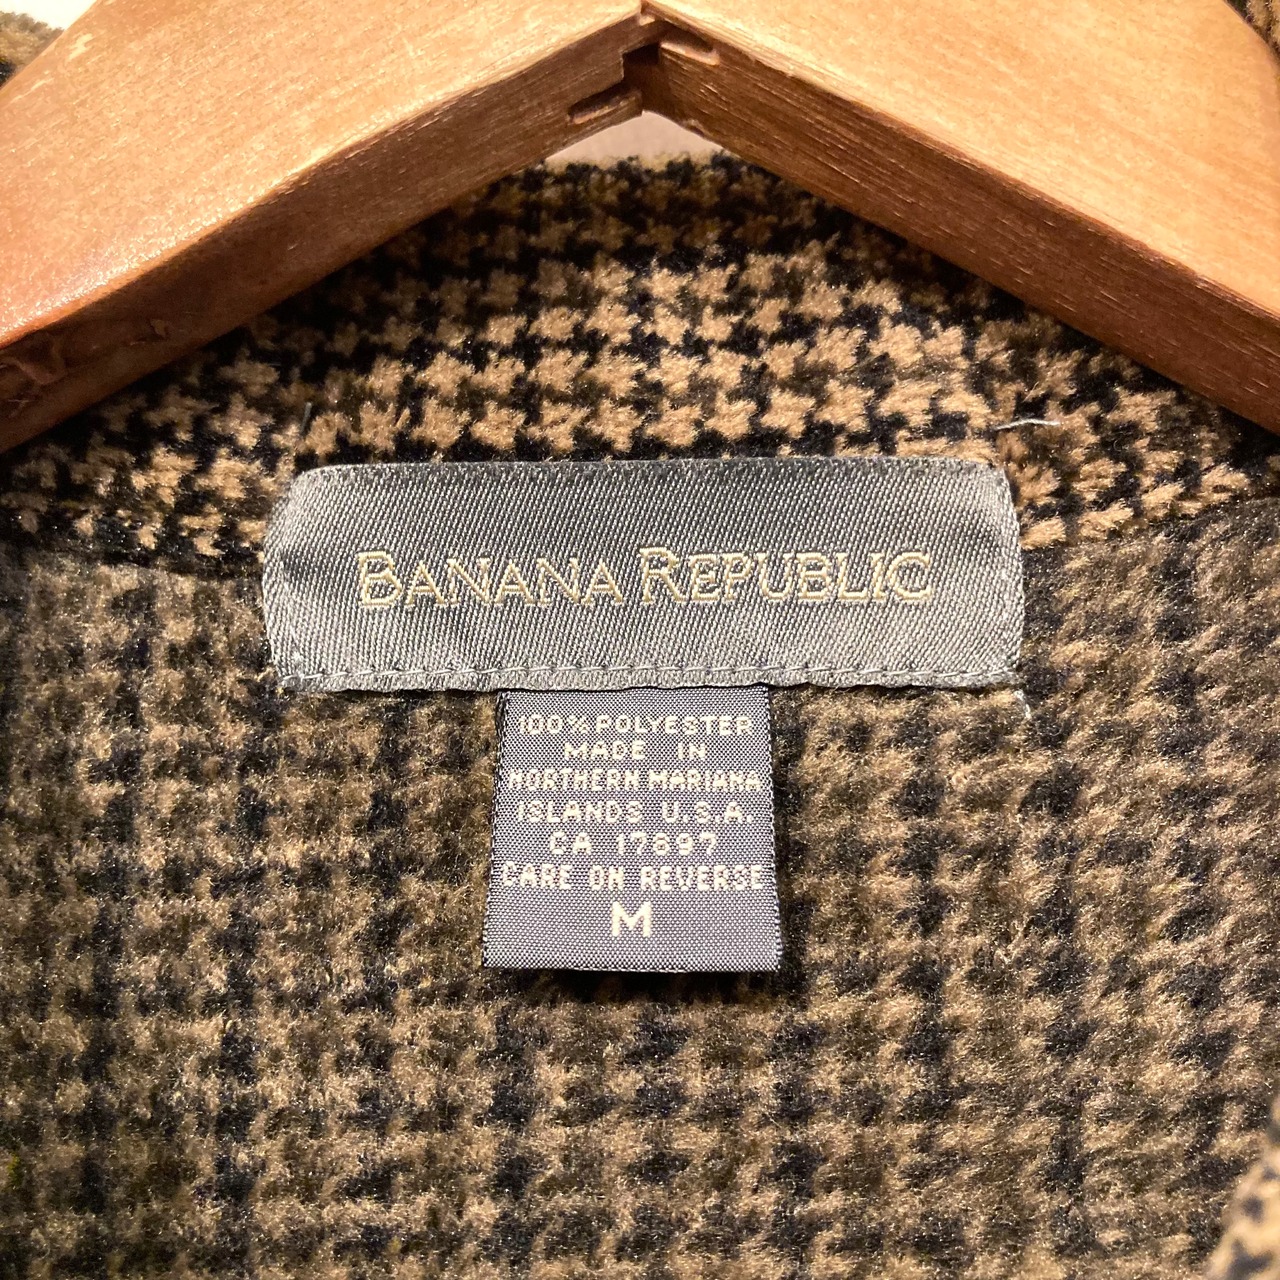 BANANA REPUBLIC
100% POLYESTER
MADE IN
NORTHERN MARIANA
ISLANDS U.S.A.
CA 17897
CARE ON REVERSE
M